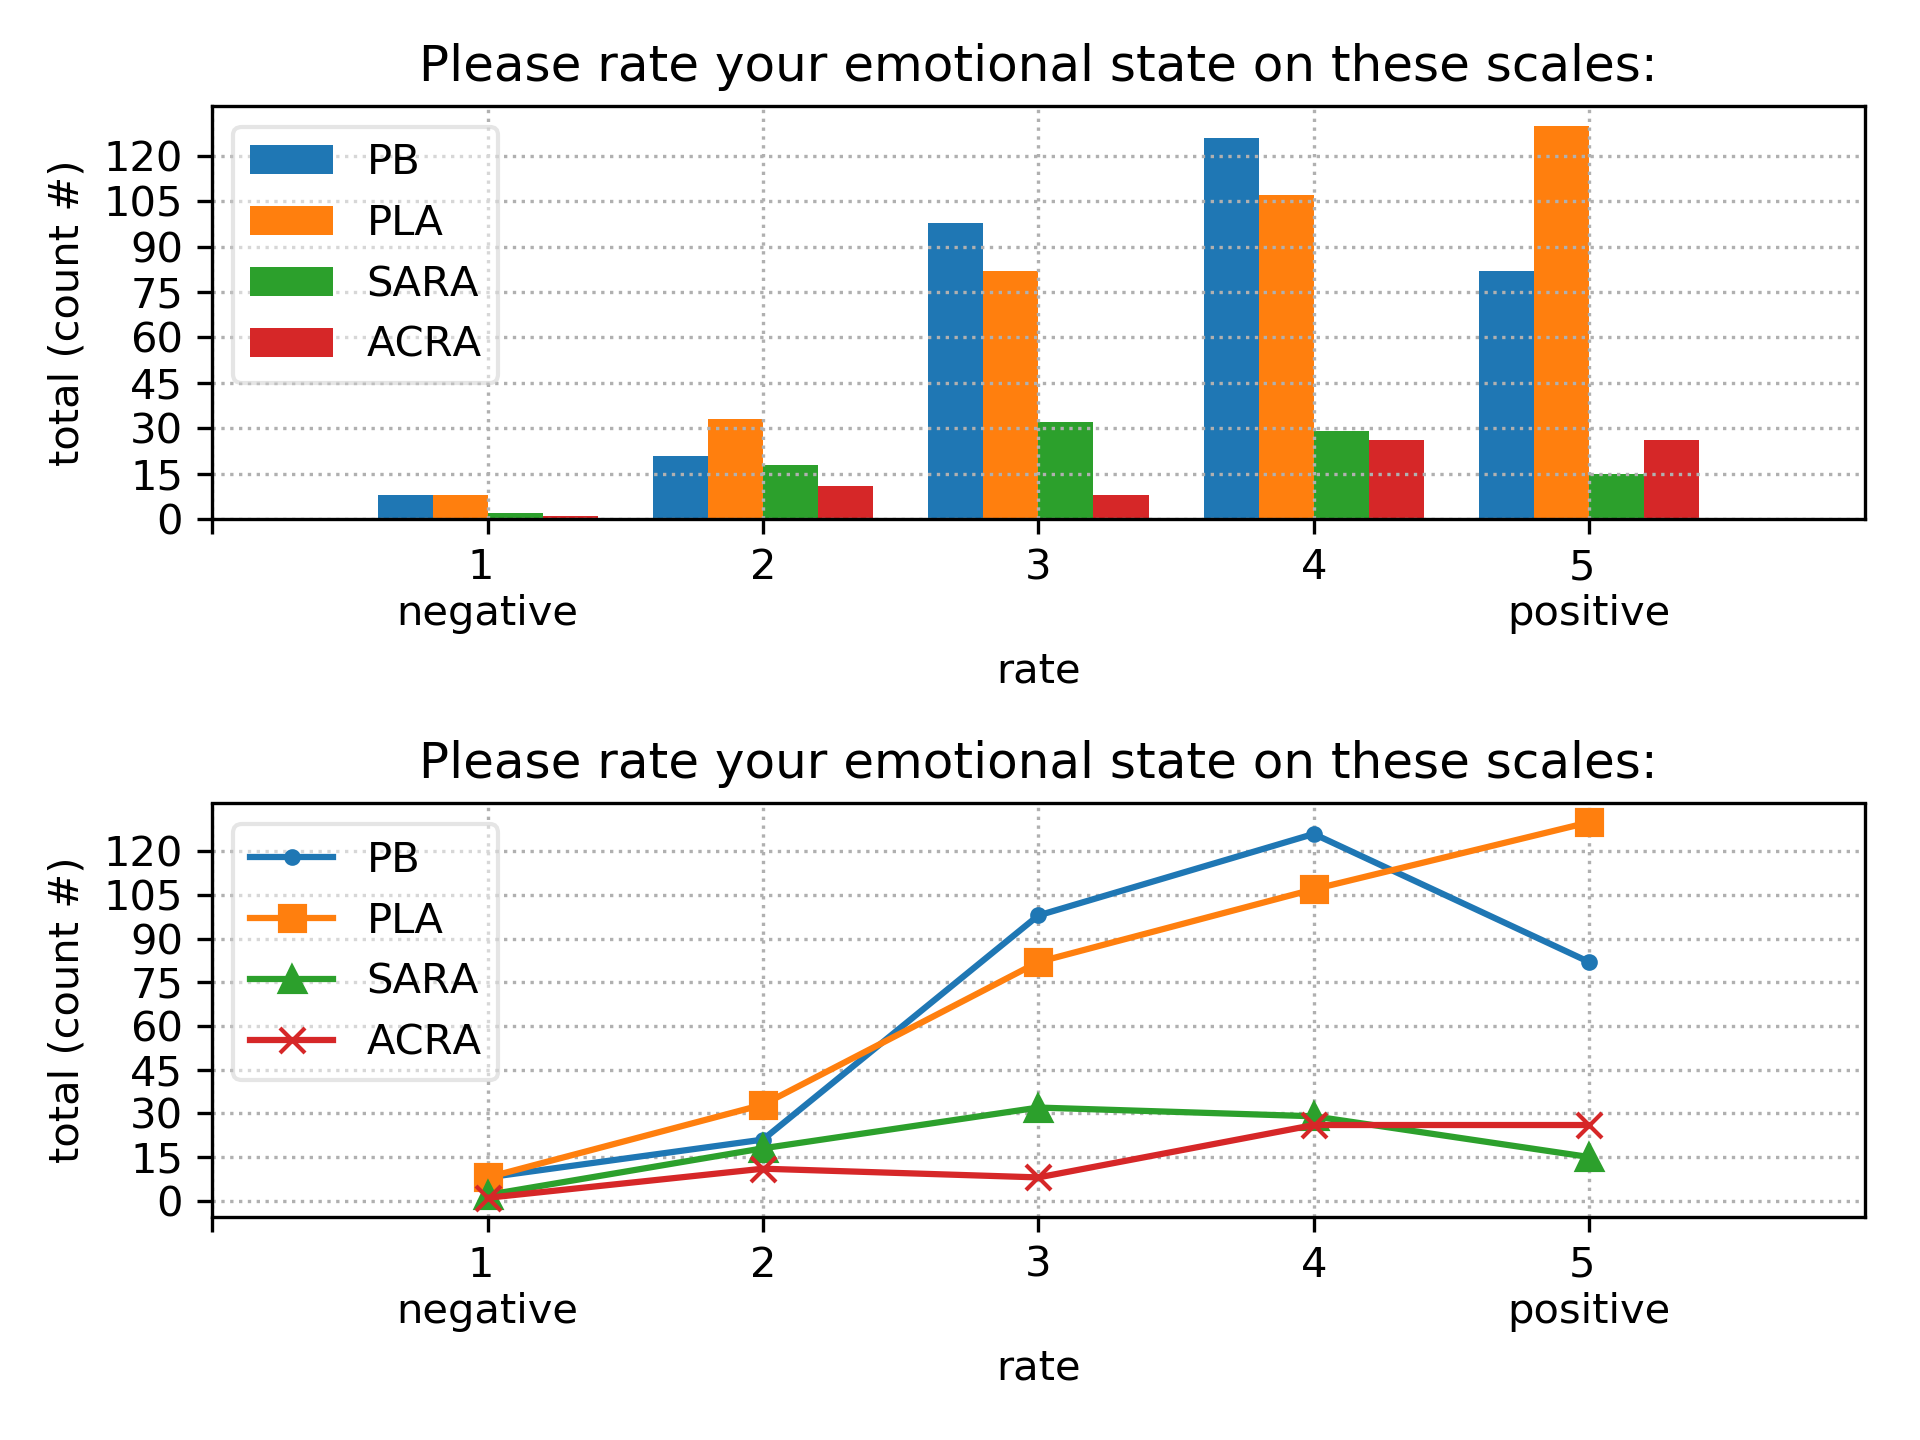 Please rate your emotional state on these scales:
total (count #)
120
105
90
75
60
45
30
15
0
PB
PLA
SARA
ACRA
1 2 3 4 5
negative positive
rate
Please rate your emotional state on these scales:
total (count #)
120
105
90
75
60
45
30
15
0
PB
PLA
SARA
ACRA
1 2 3 4 5
negative positive
rate